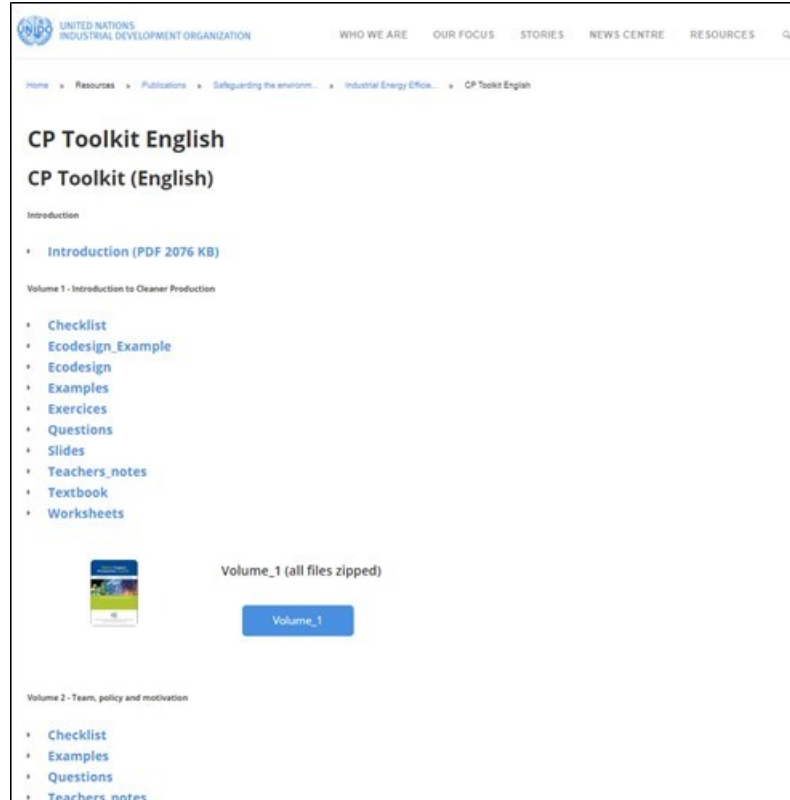 UNITED NATIONS
INDUSTRIAL DEVELOPMENT ORGANIZATION
WHO WE ARE OUR FOCUS STORIES NEWS CENTRE RESOURCES
Home » Resources » Publications » Safeguarding the environm... » Industrial Energy Efficie... » CP Toolkit English
CP Toolkit English
CP Toolkit (English)
Introduction
Introduction (PDF 2076 KB)
Volume 1 - Introduction to Cleaner Production
Checklist
Ecodesign_Example
Ecodesign
Examples
Exercices
Questions
Slides
Teachers_notes
Textbook
Worksheets
Volume_1 (all files zipped)
Volume_1
Volume 2 - Team, policy and motivation
Checklist
Examples
Questions
Teachers_notes